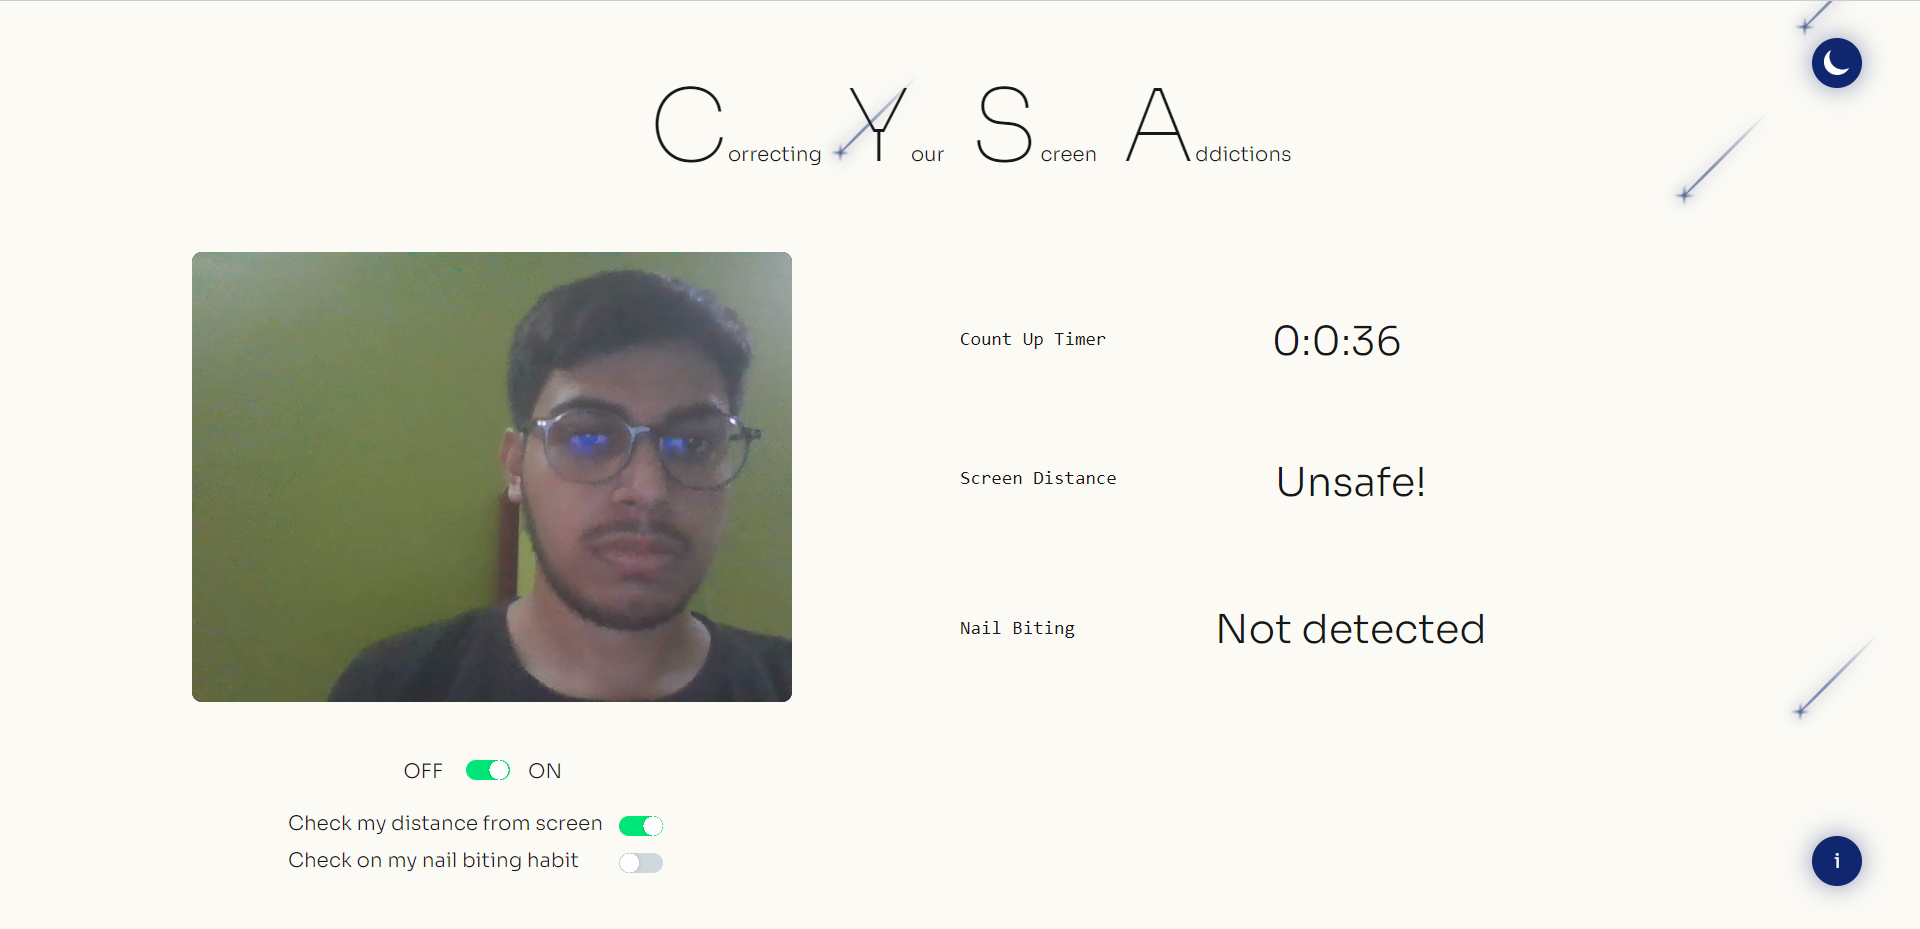 Correcting Your Screen Addictions
Count Up Timer 0:0:36
Screen Distance Unsafe!
Nail Biting Not detected
OFF ON
Check my distance from screen
Check on my nail biting habit
i